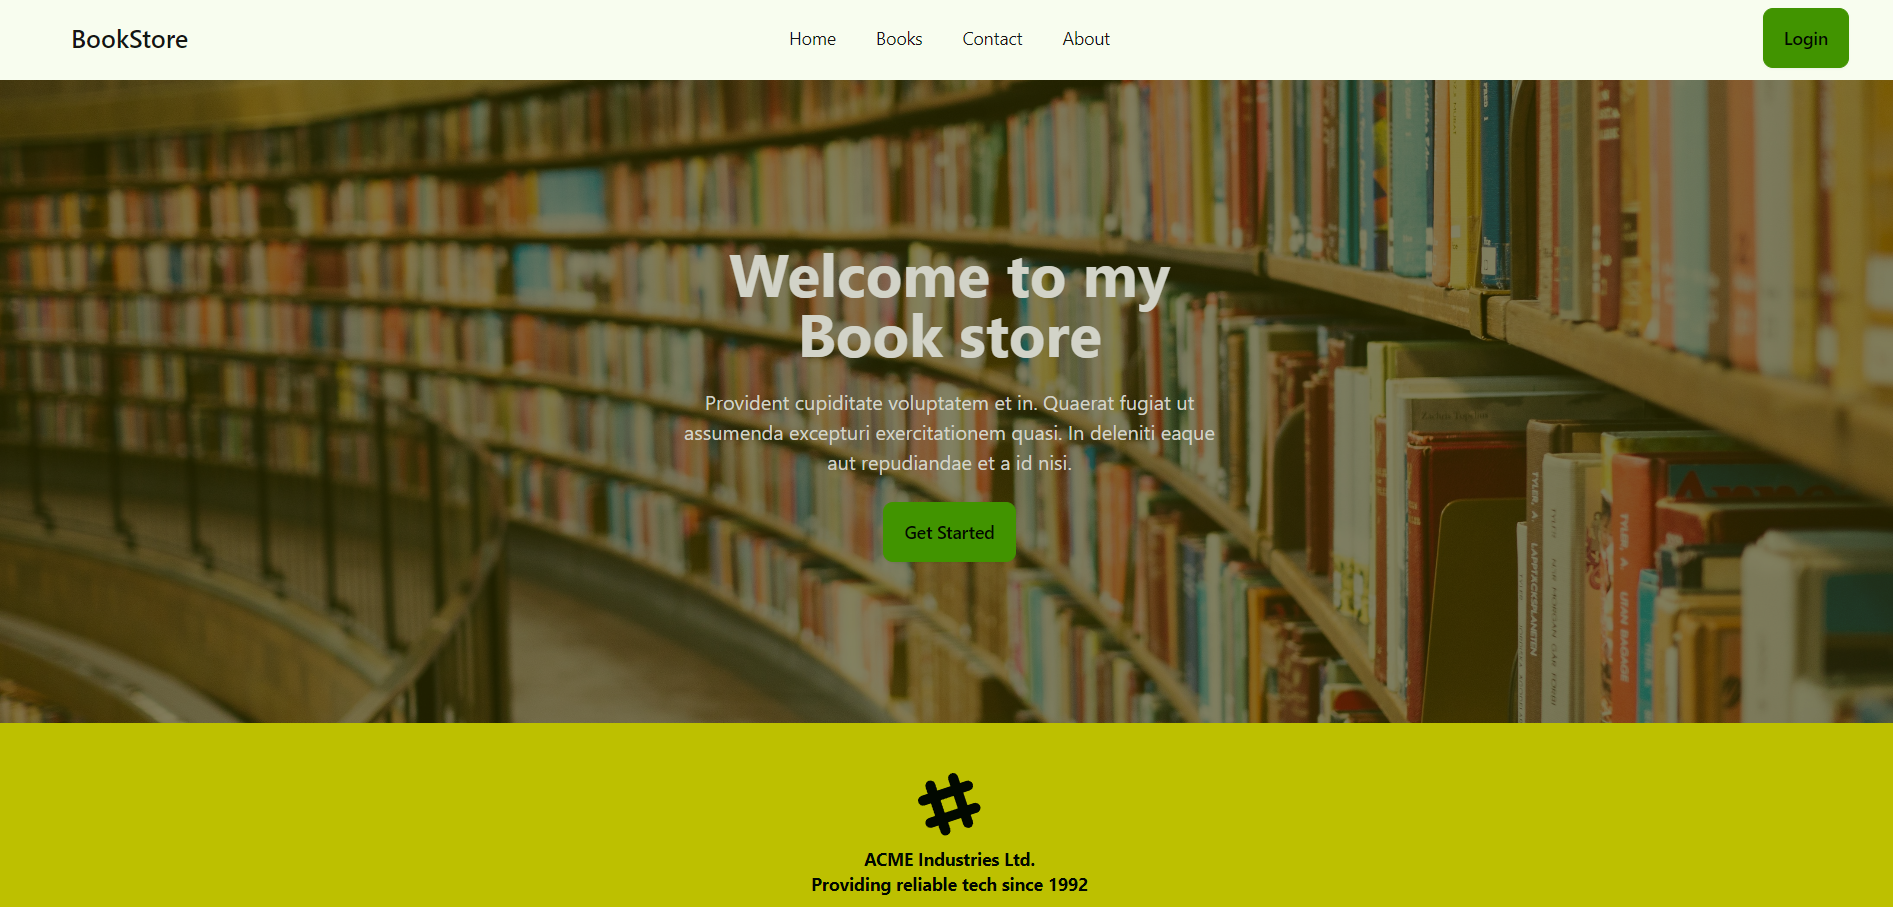 BookStore
Home
Books
Contact
About
Login
Welcome to my
Book store
Provident cupiditate voluptatem et in. Quaerat fugiat ut
assumenda excepturi exercitationem quasi. In deleniti eaque
aut repudiandae et a id nisi.
Get Started
ACME Industries Ltd.
Providing reliable tech since 1992